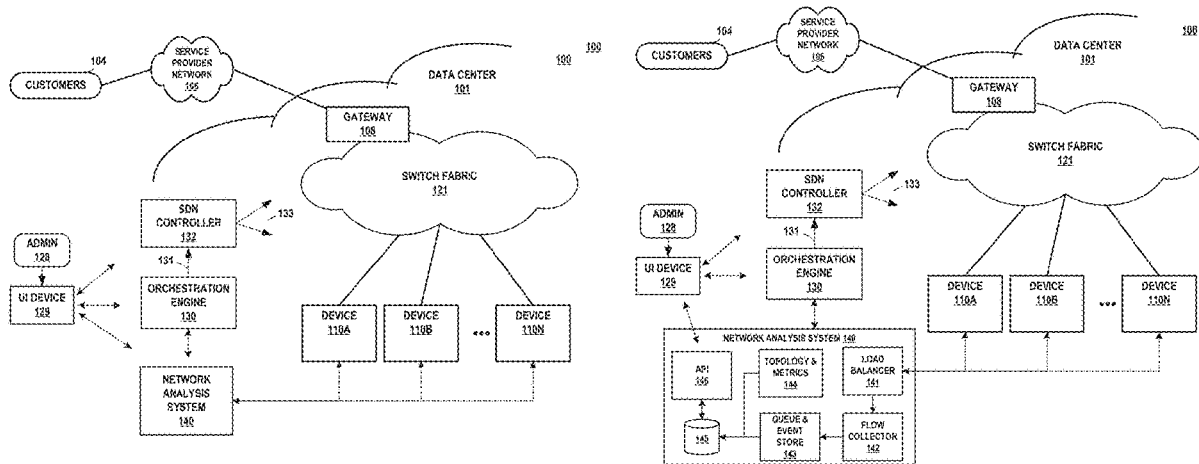 104
CUSTOMERS
SERVICE
PROVIDER
NETWORK
106
DATA CENTER
101
100
GATEWAY
108
SWITCH FABRIC
121
SDN
CONTROLLER
132
133
131
ADMIN
128
UI DEVICE
129
ORCHESTRATION
ENGINE
130
DEVICE
110A
DEVICE
110B
...
DEVICE
110N
NETWORK
ANALYSIS
SYSTEM
140
104
CUSTOMERS
SERVICE
PROVIDER
NETWORK
106
DATA CENTER
101
100
GATEWAY
108
SWITCH FABRIC
121
SDN
CONTROLLER
132
133
131
ADMIN
128
UI DEVICE
129
ORCHESTRATION
ENGINE
130
DEVICE
110A
DEVICE
110B
...
DEVICE
110N
NETWORK ANALYSIS SYSTEM 140
API
146
TOPOLOGY &
METRICS
144
LOAD
BALANCER
141
145
QUEUE &
EVENT
STORE
143
FLOW
COLLECTOR
142